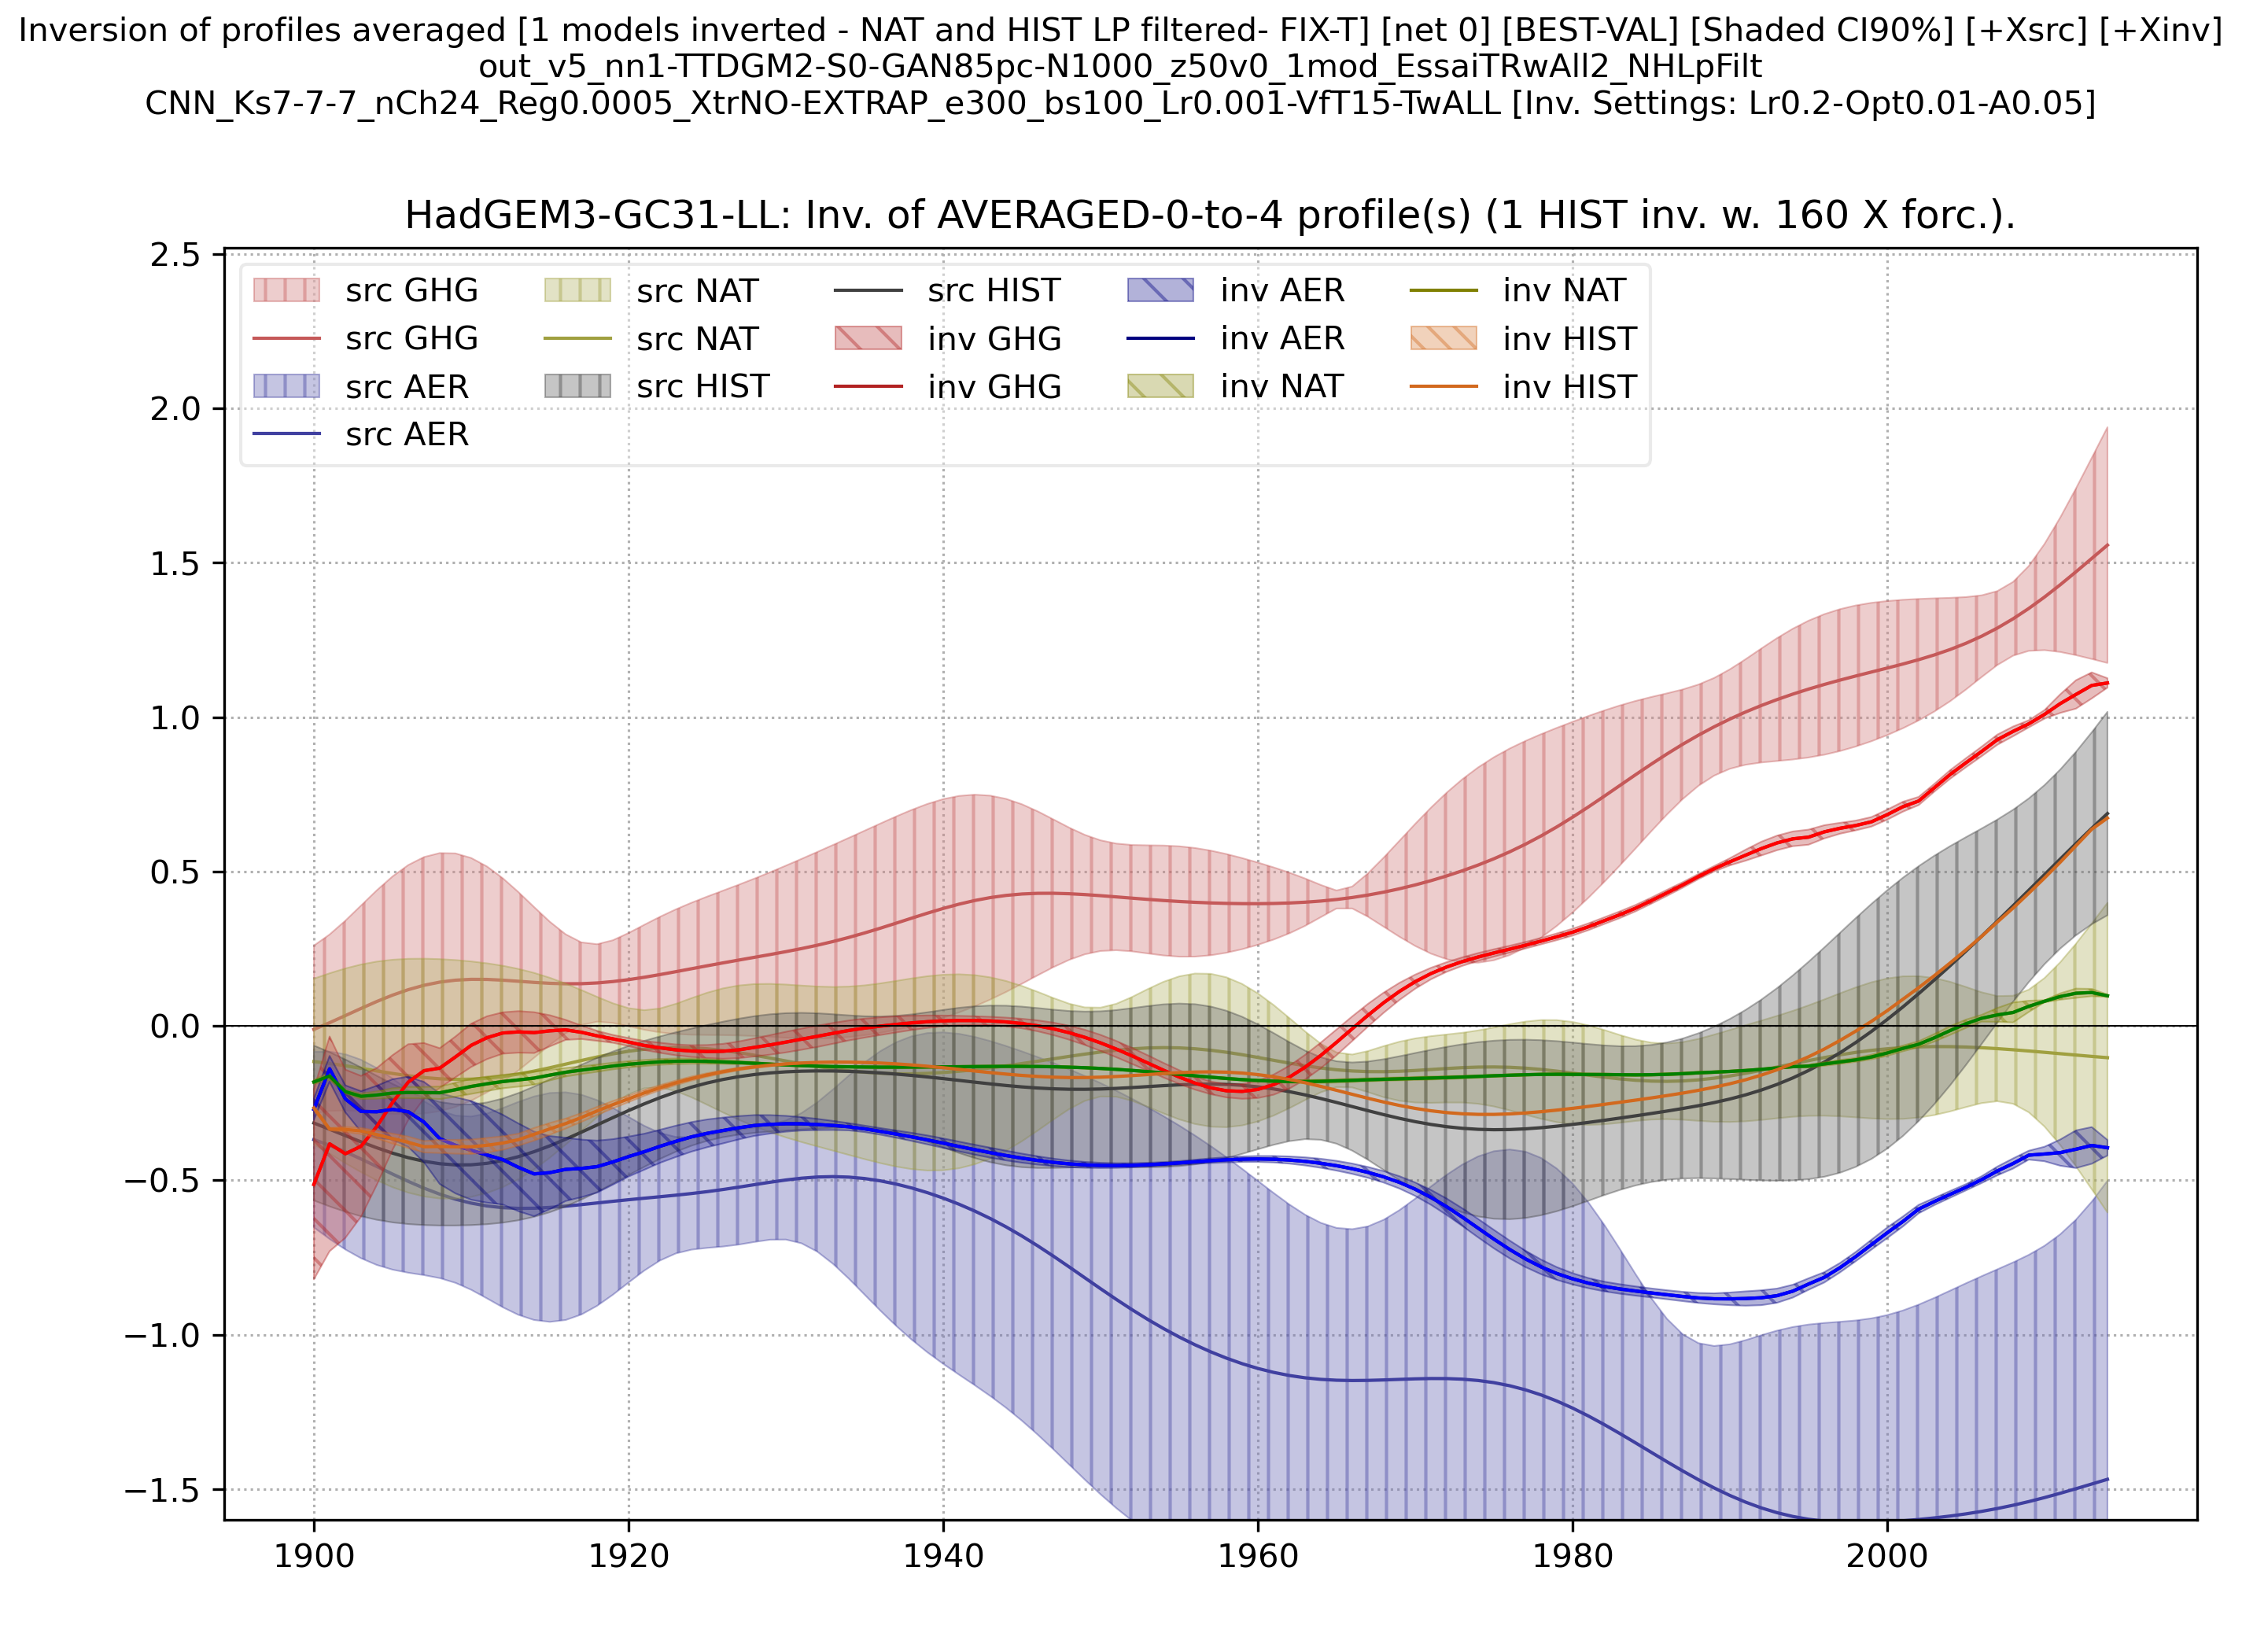 Inversion of profiles averaged [1 models inverted - NAT and HIST LP filtered- FIX-T] [net 0] [BEST-VAL] [Shaded CI90%] [+Xsrc] [+Xinv]
out_v5_nn1-TTDGM2-S0-GAN85pc-N1000_z50v0_1mod_EssaiTRwAll2_NHLpFilt
CNN_Ks7-7-7_nCh24_Reg0.0005_XtrNO-EXTRAP_e300_bs100_Lr0.001-VfT15-TwALL [Inv. Settings: Lr0.2-Opt0.01-A0.05]
HadGEM3-GC31-LL: Inv. of AVERAGED-0-to-4 profile(s) (1 HIST inv. w. 160 X forc.).
src GHG
src GHG
src AER
src AER
src NAT
src NAT
src HIST
src HIST
inv GHG
inv GHG
inv AER
inv AER
inv NAT
inv NAT
inv HIST
inv HIST
2.5
2.0
1.5
1.0
0.5
0.0
−0.5
−1.0
−1.5
1900 1920 1940 1960 1980 2000